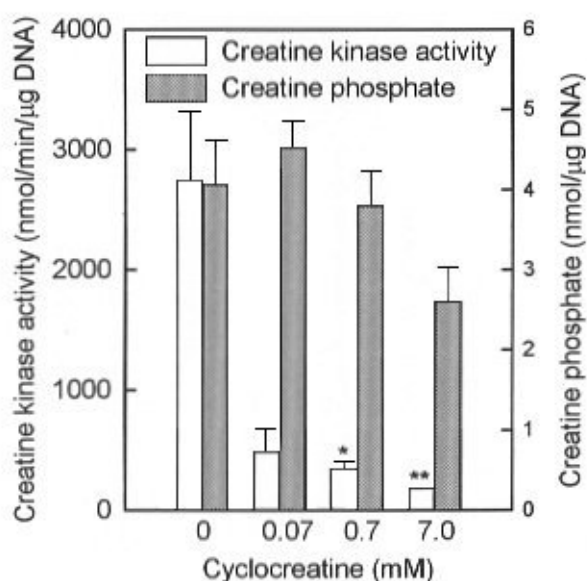 Creatine kinase activity (nmol/min/µg DNA)
4000
3000
2000
1000
0
Creatine kinase activity
Creatine phosphate
*
**
6
5
4
3
2
1
0
Creatine phosphate (nmol/µg DNA)
0 0.07 0.7 7.0
Cyclocreatine (mM)